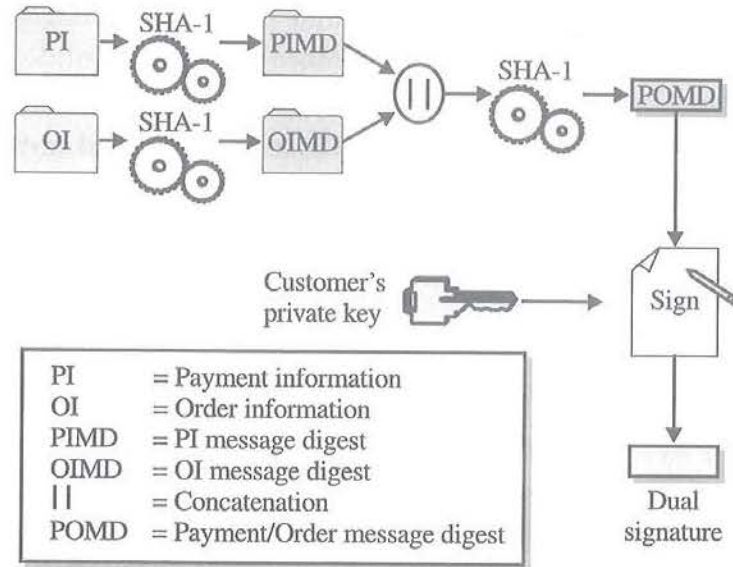 SHA-1
PI
PIMD
SHA-1
| |
POMD
SHA-1
OI
OIMD
Customer's
private key
Sign
PI = Payment information
OI = Order information
PIMD = PI message digest
OIMD = OI message digest
| | = Concatenation
POMD = Payment/Order message digest
Dual
signature